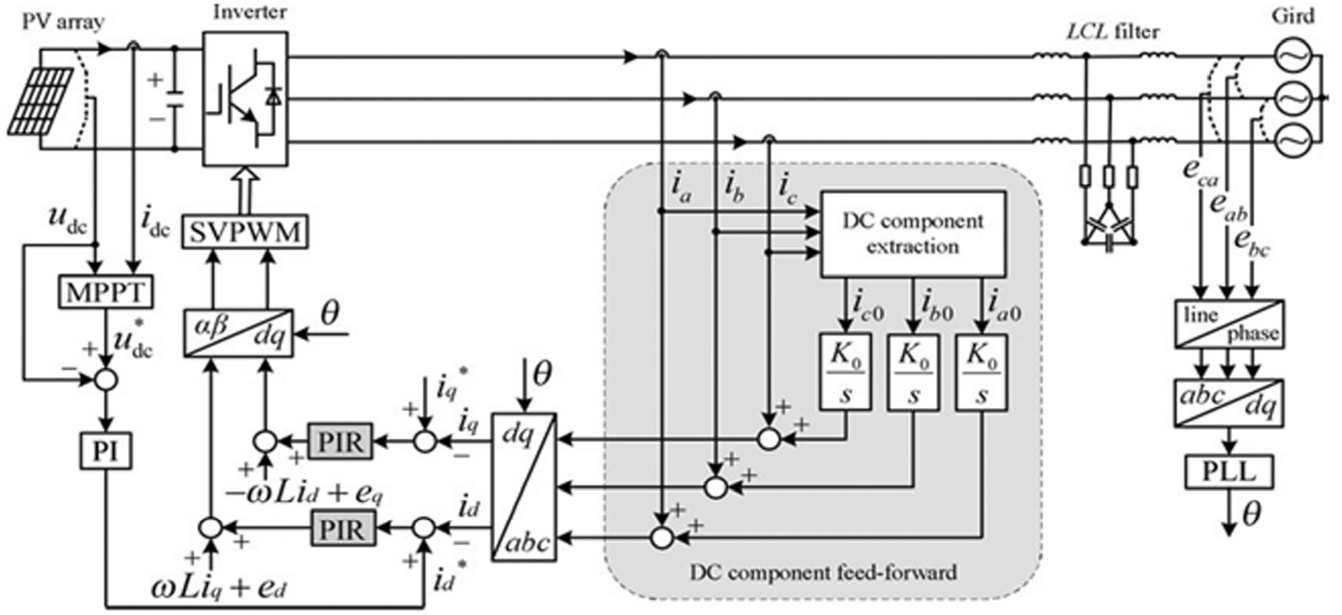 PV array
Inverter
LCL filter
Gird
+
−
u_dc
i_dc
SVPWM
i_a
i_b
i_c
DC component
extraction
e_ca
e_ab
e_bc
MPPT
u_dc^*
+
−
αβ
dq
θ
i_c0
i_b0
i_a0
K_0
s
K_0
s
K_0
s
line
phase
abc
dq
PLL
θ
PI
i_q^*
+
i_q
−
PIR
+
+
−ωLi_d + e_q
θ
dq
abc
+
+
+
+
+
+
i_d
−
PIR
+
+
+
i_d^*
ωLi_q + e_d
DC component feed-forward